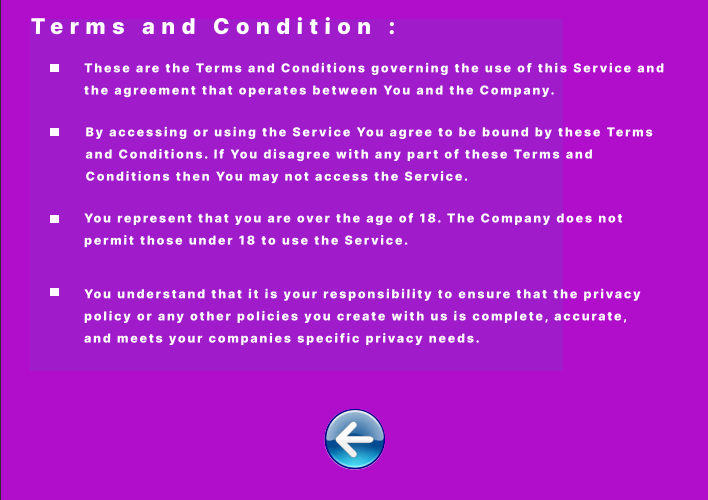 Terms and Condition :
These are the Terms and Conditions governing the use of this Service and
the agreement that operates between You and the Company.
By accessing or using the Service You agree to be bound by these Terms
and Conditions. If You disagree with any part of these Terms and
Conditions then You may not access the Service.
You represent that you are over the age of 18. The Company does not
permit those under 18 to use the Service.
You understand that it is your responsibility to ensure that the privacy
policy or any other policies you create with us is complete, accurate,
and meets your companies specific privacy needs.